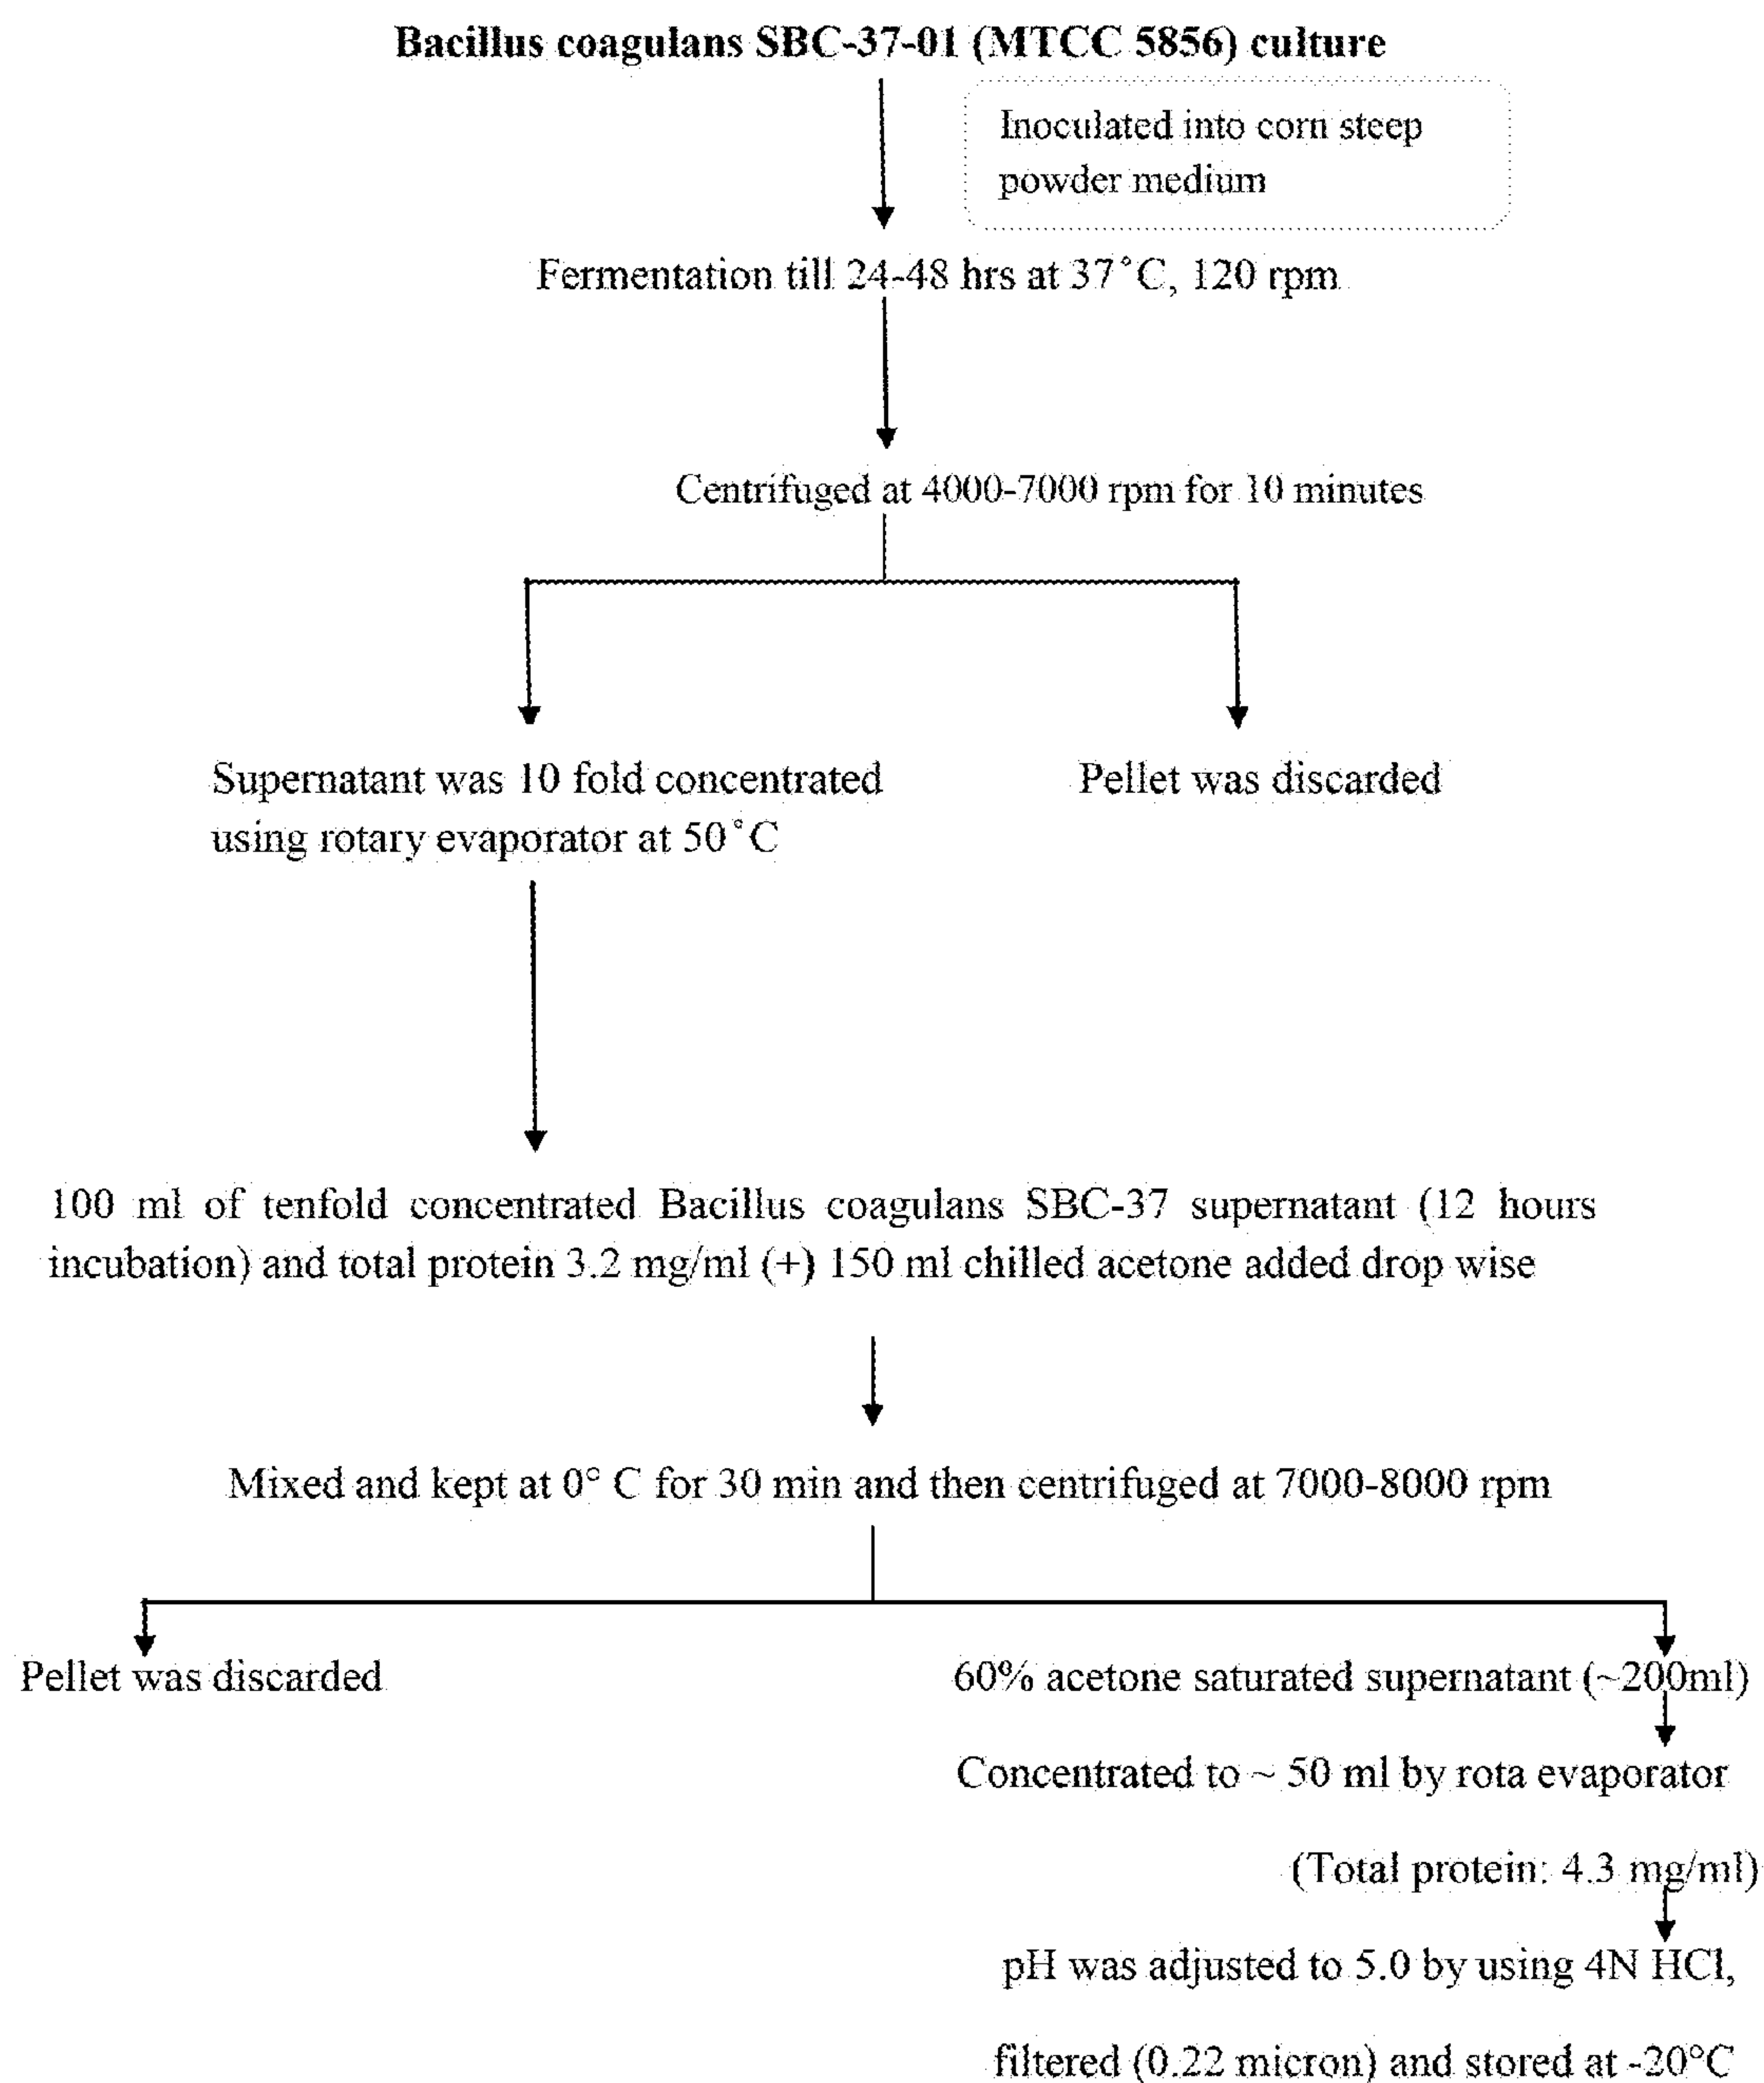 Bacillus coagulans SBC-37-01 (MTCC 5856) culture
Inoculated into corn steep
powder medium
Fermentation till 24-48 hrs at 37°C, 120 rpm
Centrifuged at 4000-7000 rpm for 10 minutes
Supernatant was 10 fold concentrated
using rotary evaporator at 50°C
Pellet was discarded
100 ml of tenfold concentrated Bacillus coagulans SBC-37 supernatant (12 hours
incubation) and total protein 3.2 mg/ml (+) 150 ml chilled acetone added drop wise
Mixed and kept at 0° C for 30 min and then centrifuged at 7000-8000 rpm
Pellet was discarded
60% acetone saturated supernatant (~200ml)
Concentrated to ~ 50 ml by rota evaporator
(Total protein: 4.3 mg/ml)
pH was adjusted to 5.0 by using 4N HCl,
filtered (0.22 micron) and stored at -20°C